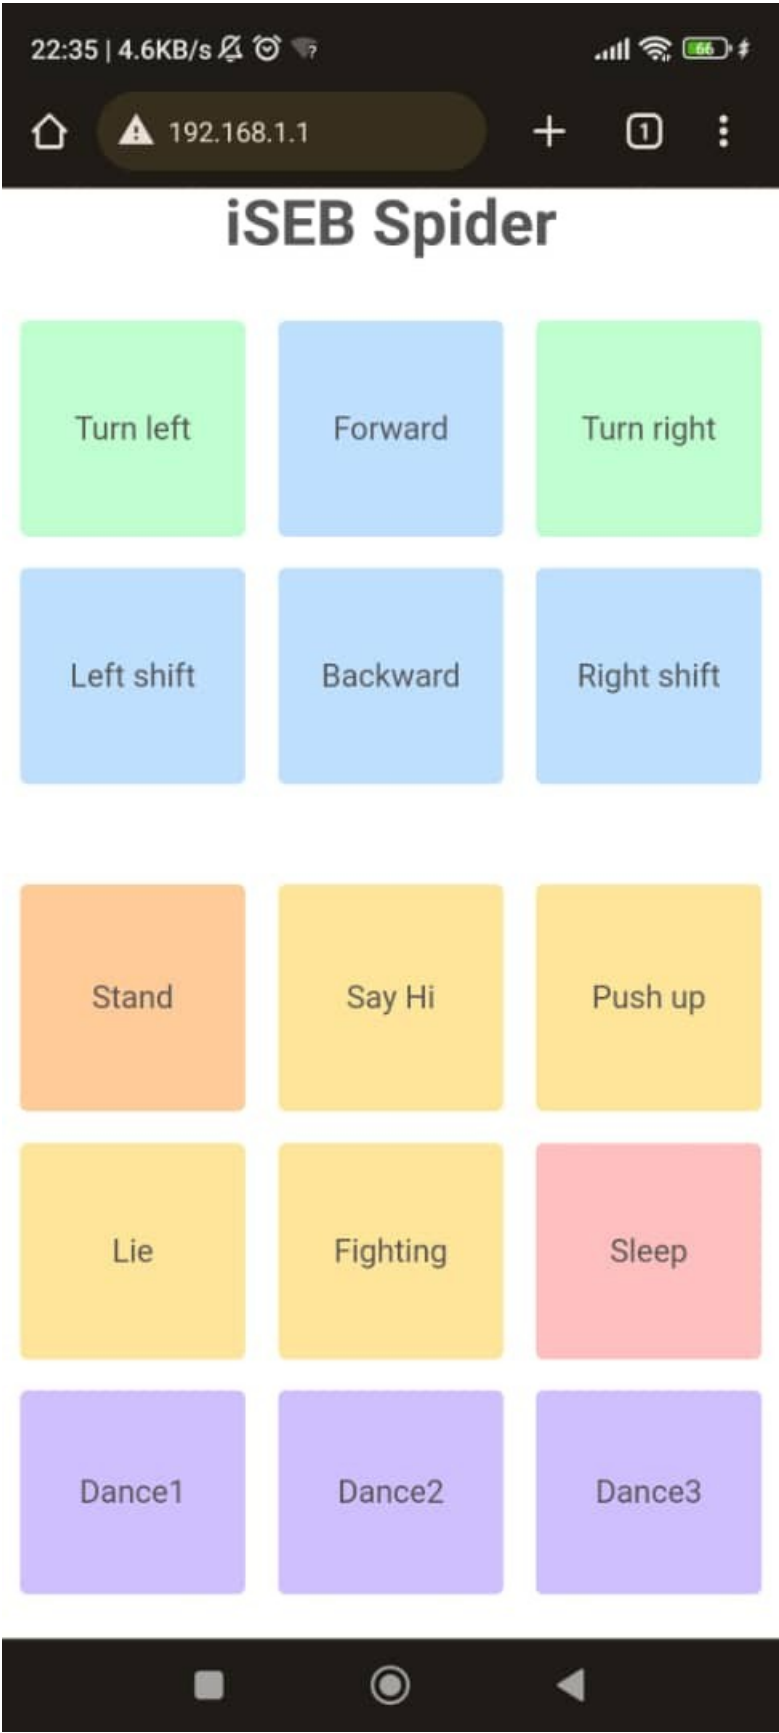 22:35 | 4.6KB/s
?
66
192.168.1.1
1
iSEB Spider
Turn left Forward Turn right
Left shift Backward Right shift
Stand Say Hi Push up
Lie Fighting Sleep
Dance1 Dance2 Dance3